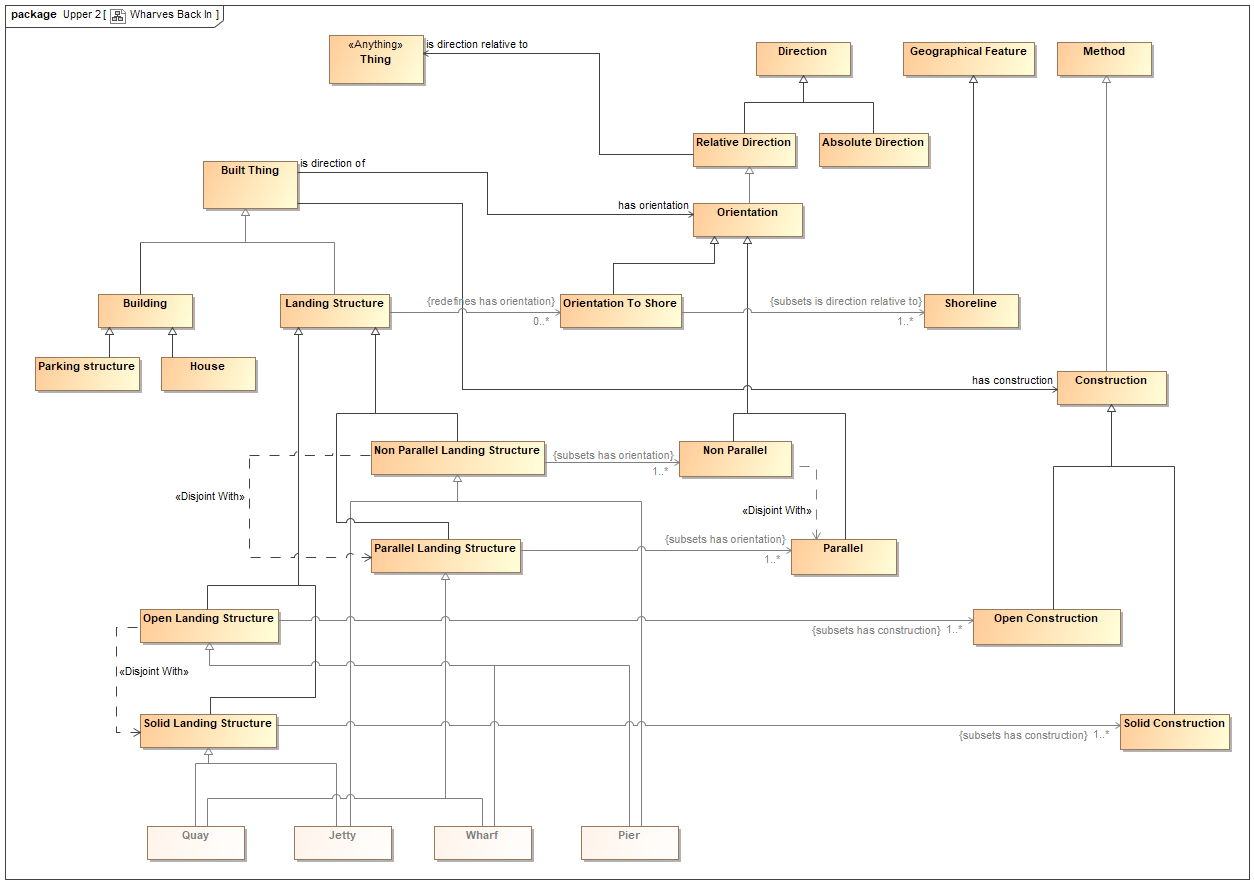 package Upper 2 [ Wharves Back In ]
«Anything»
Thing
is direction relative to
Direction
Geographical Feature
Method
Relative Direction
Absolute Direction
Built Thing
is direction of
has orientation
Orientation
Building
Landing Structure
{redefines has orientation}
0..*
Orientation To Shore
{subsets is direction relative to}
1..*
Shoreline
Parking structure
House
has construction
Construction
Non Parallel Landing Structure
{subsets has orientation}
1..*
Non Parallel
«Disjoint With»
«Disjoint With»
Parallel Landing Structure
{subsets has orientation}
1..*
Parallel
Open Landing Structure
{subsets has construction} 1..*
Open Construction
«Disjoint With»
Solid Landing Structure
{subsets has construction} 1..*
Solid Construction
Quay
Jetty
Wharf
Pier